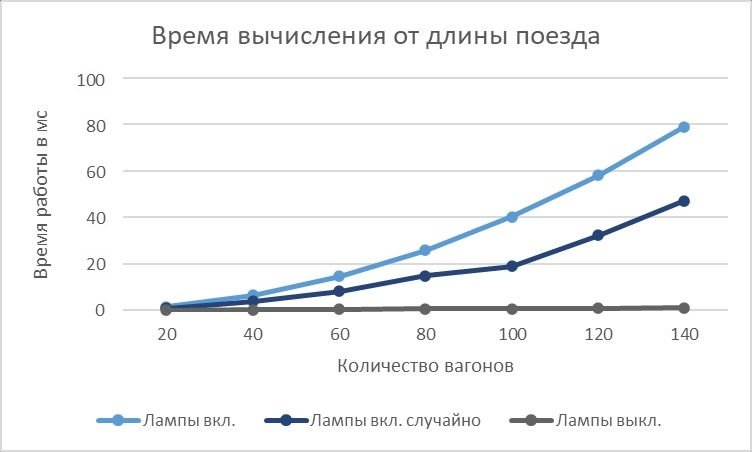 Время вычисления от длины поезда
Время работы в мс
100
80
60
40
20
0
20 40 60 80 100 120 140
Количество вагонов
Лампы вкл. Лампы вкл. случайно Лампы выкл.